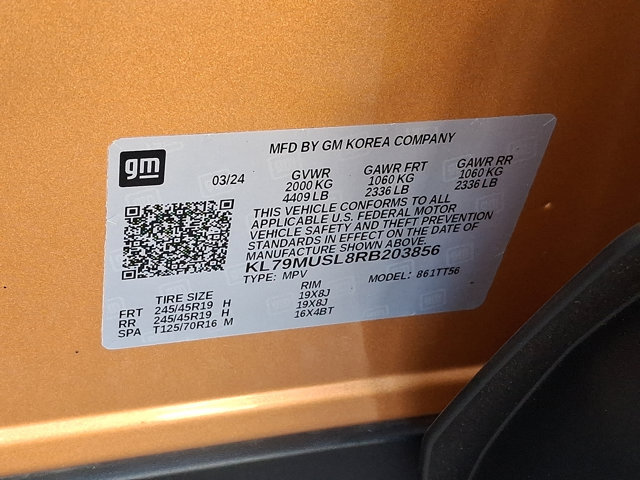 MFD BY GM KOREA COMPANY
gm
03/24 GVWR GAWR FRT GAWR RR
2000 KG 1060 KG 1060 KG
4409 LB 2336 LB 2336 LB
THIS VEHICLE CONFORMS TO ALL
APPLICABLE U.S. FEDERAL MOTOR
VEHICLE SAFETY AND THEFT PREVENTION
STANDARDS IN EFFECT ON THE DATE OF
MANUFACTURE SHOWN ABOVE.
KL79MUSL8RB203856
TYPE: MPV MODEL: 861TT56
TIRE SIZE RIM
FRT 245/45R19 H 19X8J
RR 245/45R19 H 19X8J
SPA T125/70R16 M 16X4BT